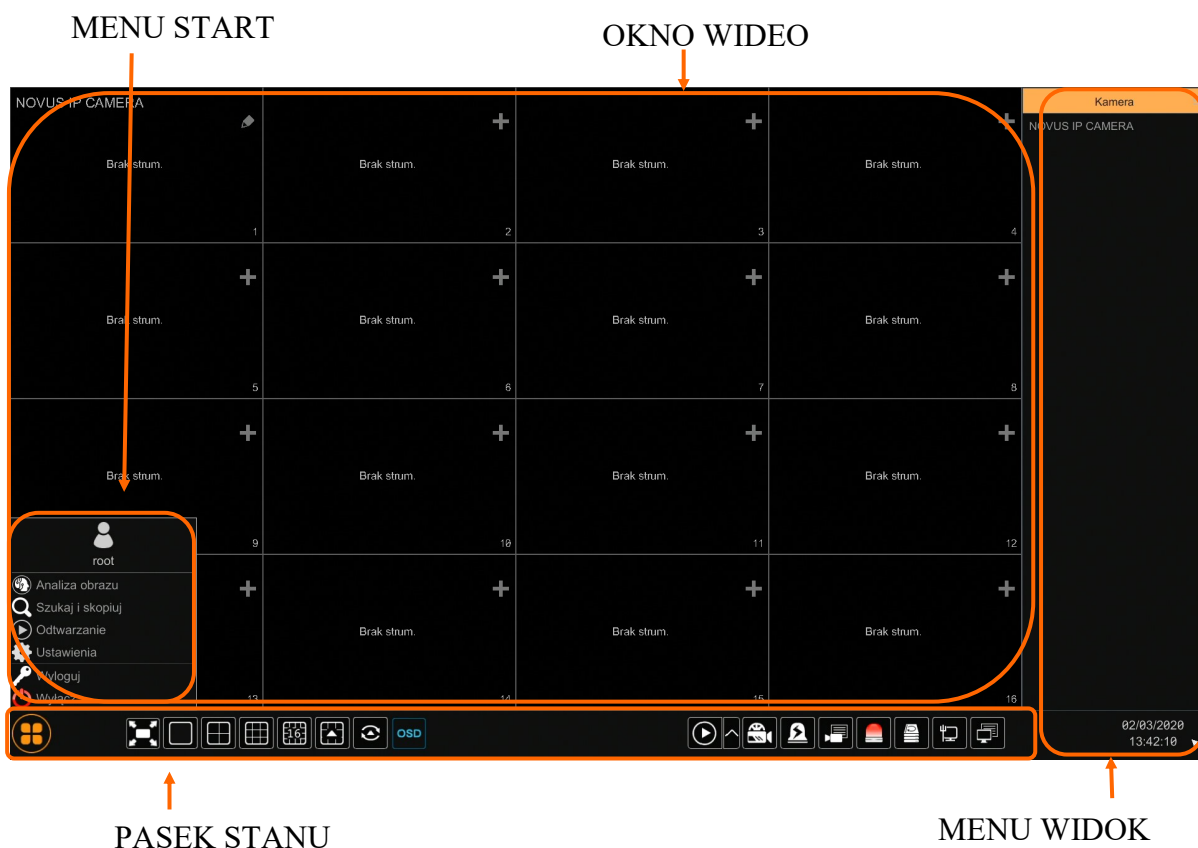 MENU START
OKNO WIDEO
NOVUS IP CAMERA
Kamera
NOVUS IP CAMERA
Brak strum. Brak strum. Brak strum. Brak strum.
1 2 3 4
Brak strum. Brak strum. Brak strum. Brak strum.
5 6 7 8
Brak strum. Brak strum. Brak strum. Brak strum.
9 10 11 12
root
Analiza obrazu
Szukaj i skopiuj
Odtwarzanie
Brak strum. Brak strum. Brak strum.
Ustawienia
Wyloguj
13 14 15 16
16 OSD
02/03/2020
13:42:10
PASEK STANU
MENU WIDOK